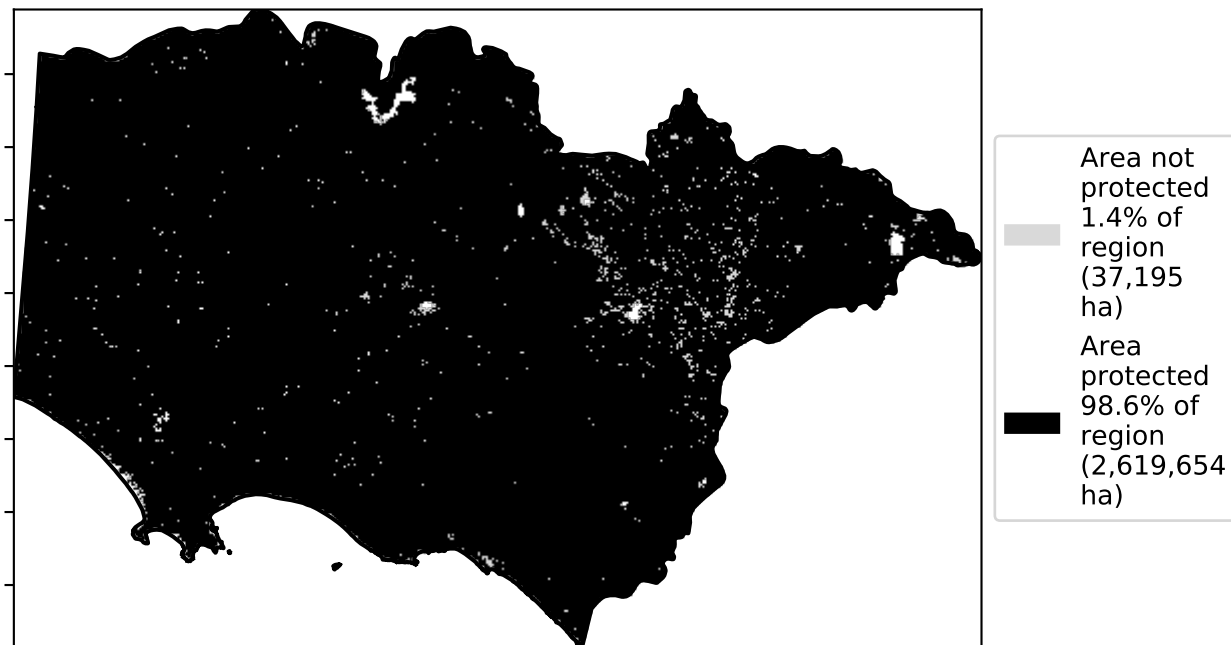 Area not
protected
1.4% of
region
(37,195
ha)
Area
protected
98.6% of
region
(2,619,654
ha)